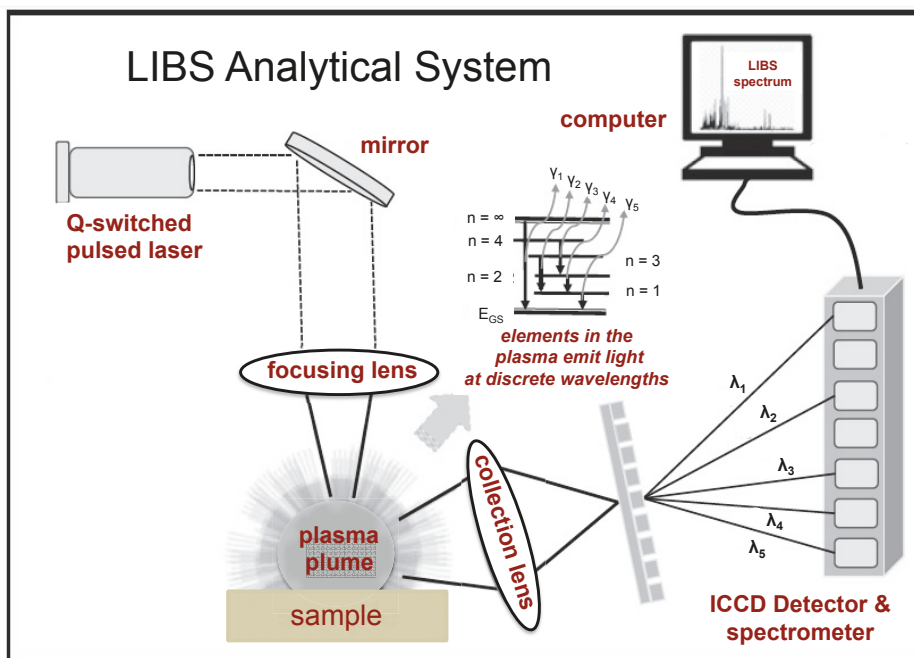 LIBS Analytical System
LIBS
spectrum
computer
mirror
Q-switched
pulsed laser
γ1
γ2
γ3
γ4
γ5
n = ∞
n = 4
n = 3
n = 2
n = 1
EGS
elements in the
plasma emit light
at discrete wavelengths
focusing lens
λ1
λ2
λ3
λ4
λ5
collection lens
plasma
plume
sample
ICCD Detector &
spectrometer